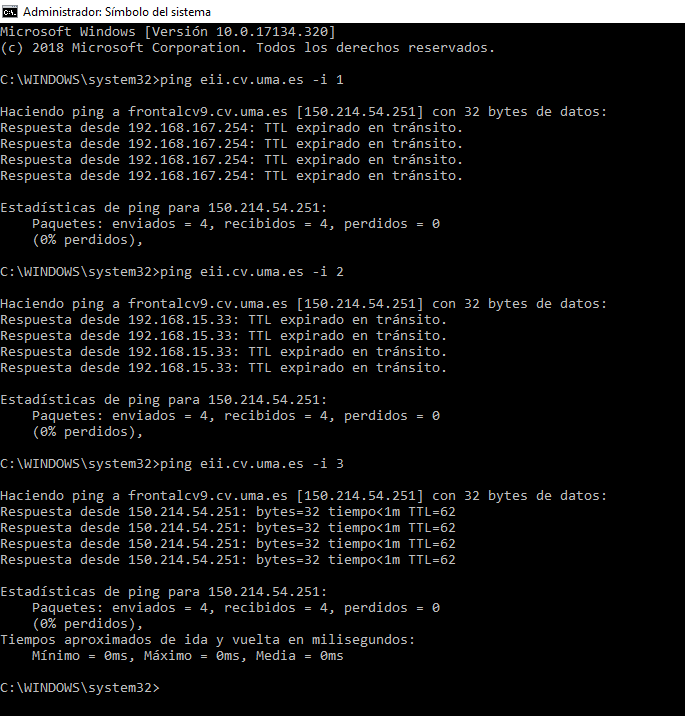 Administrador: Símbolo del sistema
Microsoft Windows [Versión 10.0.17134.320]
(c) 2018 Microsoft Corporation. Todos los derechos reservados.
C:\WINDOWS\system32>ping eii.cv.uma.es -i 1
Haciendo ping a frontalcv9.cv.uma.es [150.214.54.251] con 32 bytes de datos:
Respuesta desde 192.168.167.254: TTL expirado en tránsito.
Respuesta desde 192.168.167.254: TTL expirado en tránsito.
Respuesta desde 192.168.167.254: TTL expirado en tránsito.
Respuesta desde 192.168.167.254: TTL expirado en tránsito.
Estadísticas de ping para 150.214.54.251:
Paquetes: enviados = 4, recibidos = 4, perdidos = 0
(0% perdidos),
C:\WINDOWS\system32>ping eii.cv.uma.es -i 2
Haciendo ping a frontalcv9.cv.uma.es [150.214.54.251] con 32 bytes de datos:
Respuesta desde 192.168.15.33: TTL expirado en tránsito.
Respuesta desde 192.168.15.33: TTL expirado en tránsito.
Respuesta desde 192.168.15.33: TTL expirado en tránsito.
Respuesta desde 192.168.15.33: TTL expirado en tránsito.
Estadísticas de ping para 150.214.54.251:
Paquetes: enviados = 4, recibidos = 4, perdidos = 0
(0% perdidos),
C:\WINDOWS\system32>ping eii.cv.uma.es -i 3
Haciendo ping a frontalcv9.cv.uma.es [150.214.54.251] con 32 bytes de datos:
Respuesta desde 150.214.54.251: bytes=32 tiempo<1m TTL=62
Respuesta desde 150.214.54.251: bytes=32 tiempo<1m TTL=62
Respuesta desde 150.214.54.251: bytes=32 tiempo<1m TTL=62
Respuesta desde 150.214.54.251: bytes=32 tiempo<1m TTL=62
Estadísticas de ping para 150.214.54.251:
Paquetes: enviados = 4, recibidos = 4, perdidos = 0
(0% perdidos),
Tiempos aproximados de ida y vuelta en milisegundos:
Mínimo = 0ms, Máximo = 0ms, Media = 0ms
C:\WINDOWS\system32>